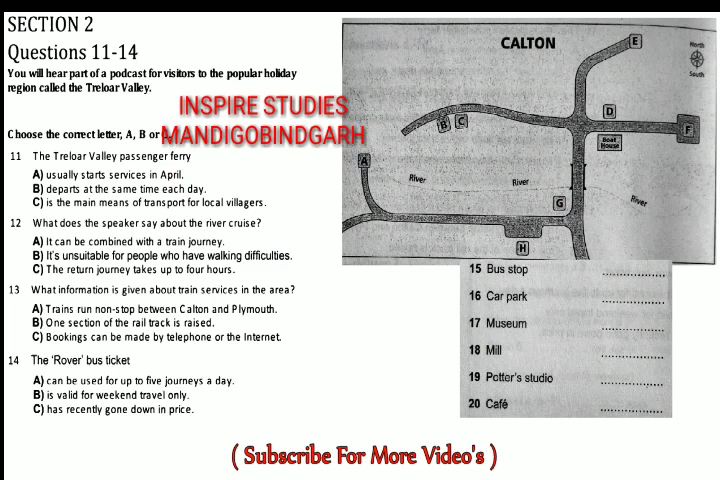 SECTION 2
Questions 11-14
You will hear part of a podcast for visitors to the popular holiday
region called the Treloar Valley.
INSPIRE STUDIES
MANDIGOBINDGARH
Choose the correct letter, A, B or
11 The Treloar Valley passenger ferry
A) usually starts services in April.
B) departs at the same time each day.
C) is the main means of transport for local villagers.
12 What does the speaker say about the river cruise?
A) It can be combined with a train journey.
B) It's unsuitable for people who have walking difficulties.
C) The return journey takes up to four hours.
13 What information is given about train services in the area?
A) Trains run non-stop between Calton and Plymouth.
B) One section of the rail track is raised.
C) Bookings can be made by telephone or the Internet.
14 The 'Rover' bus ticket
A) can be used for up to five journeys a day.
B) is valid for weekend travel only.
C) has recently gone down in price.
CALTON
North
South
E
D
B C
F
Boat
House
A
River
River
River
G
H
15 Bus stop ................
16 Car park ................
17 Museum ................
18 Mill ................
19 Potter's studio ................
20 Café ................
( Subscribe For More Video's )